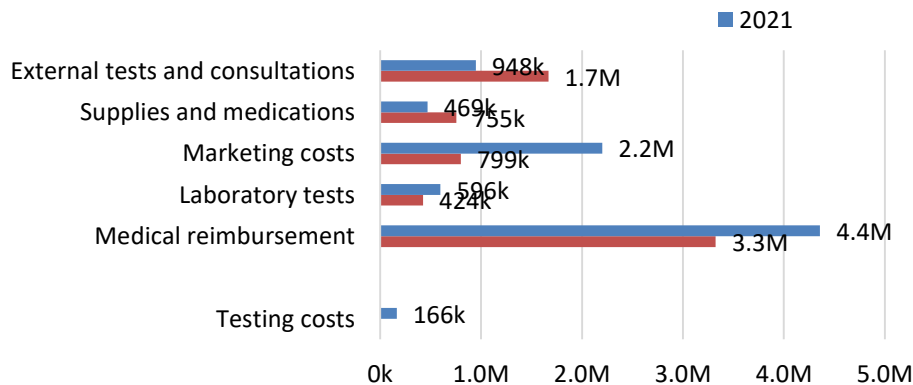 2021
External tests and consultations 948k
1.7M
Supplies and medications 469k
755k
Marketing costs 2.2M
799k
Laboratory tests 596k
424k
Medical reimbursement 4.4M
3.3M
Testing costs 166k
0k 1.0M 2.0M 3.0M 4.0M 5.0M